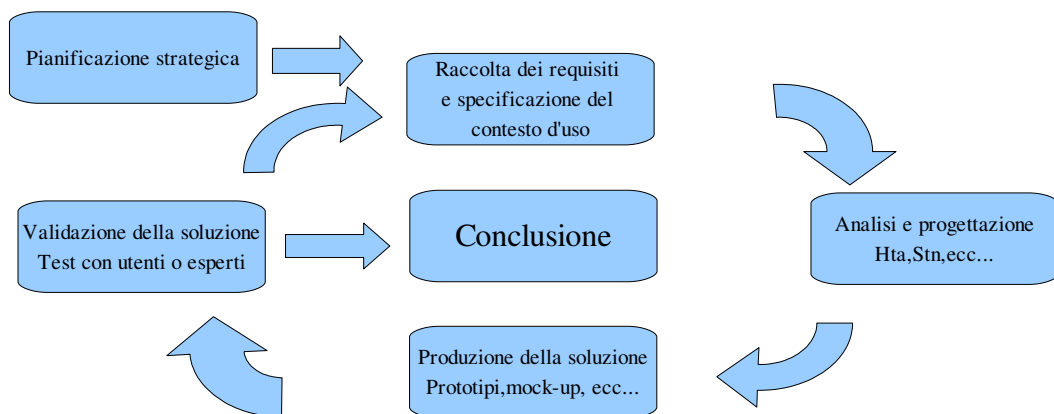 Pianificazione strategica
Raccolta dei requisiti
e specificazione del
contesto d'uso
Validazione della soluzione
Test con utenti o esperti
Conclusione
Analisi e progettazione
Hta,Stn,ecc...
Produzione della soluzione
Prototipi,mock-up, ecc...